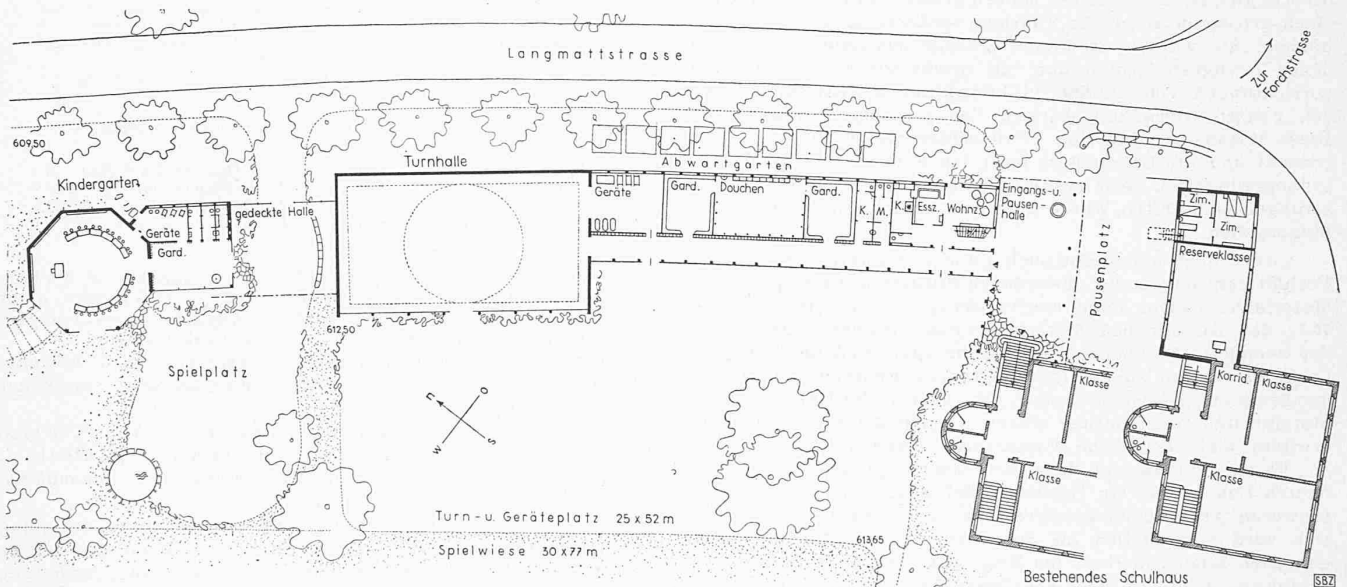 Langmattstrasse
Zur
Forchstrasse
609,50
Turnhalle
Abwartgarten
Kindergarten
gedeckte Halle
Geräte
Gard.
Geräte
Gard.
Douchen
Gard.
K.
M.
K.
Essz.
Wohnz.
Eingangs- u.
Pausen-
halle
Zim.
Zim.
Reserveklasse
Pausenplatz
612,50
Spielplatz
n
o
w
s
Klasse
Korrid.
Klasse
Klasse
Klasse
Turn- u. Geräteplatz 25 x 52 m
Spielwiese 30 x 77 m
613,65
Bestehendes Schulhaus
SBZ